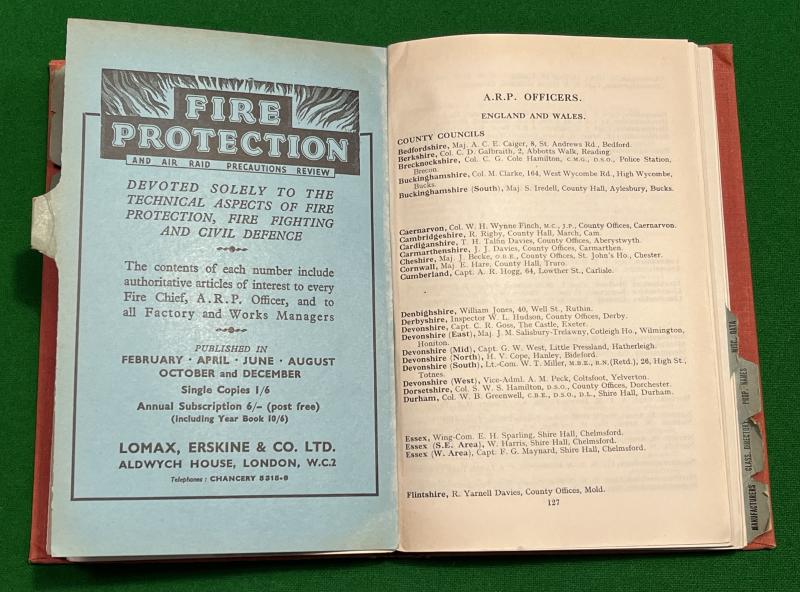 FIRE
PROTECTION
AND AIR RAID PRECAUTIONS REVIEW
DEVOTED SOLELY TO THE
TECHNICAL ASPECTS OF FIRE
PROTECTION, FIRE FIGHTING
AND CIVIL DEFENCE
The contents of each number include
authoritative articles of interest to every
Fire Chief, A.R.P. Officer, and to
all Factory and Works Managers
PUBLISHED IN
FEBRUARY · APRIL · JUNE · AUGUST
OCTOBER and DECEMBER
Single Copies 1/6
Annual Subscription 6/- (post free)
(including Year Book 10/6)
LOMAX, ERSKINE & CO. LTD.
ALDWYCH HOUSE, LONDON, W.C.2
Telephones: CHANCERY 8315-9
A.R.P. OFFICERS.
ENGLAND AND WALES.
COUNTY COUNCILS
Bedfordshire, Maj. A. C. E. Caiger, 8, St. Andrews Rd., Bedford.
Berkshire, Col. C. D. Galbraith, 2, Abbotts Walk, Reading.
Brecknockshire, Col. C. G. Cole Hamilton, C.M.G., D.S.O., Police Station,
Brecon.
Buckinghamshire, Col. M. Clarke, 164, West Wycombe Rd., High Wycombe,
Bucks.
Buckinghamshire (South), Maj. S. Iredell, County Hall, Aylesbury, Bucks.
Caernarvon, Col. W. H. Wynne Finch, M.C., J.P., County Offices, Caernarvon.
Cambridgeshire, R. Rigby, County Hall, March, Cam.
Cardiganshire, T. H. Talfin Davies, County Offices, Aberystwyth.
Carmarthenshire, J. J. Davies, County Offices, Carmarthen.
Cheshire, Maj. J. Becke, O.B.E., County Offices, St. John's Ho., Chester.
Cornwall, Maj. E. Hare, County Hall, Truro.
Cumberland, Capt. A. R. Hogg, 64, Lowther St., Carlisle.
Denbighshire, William Jones, 40, Well St., Ruthin.
Derbyshire, Inspector W. L. Hudson, County Offices, Derby.
Devonshire, Capt. C. R. Goss, The Castle, Exeter.
Devonshire (East), Maj. J. M. Salisbury-Trelawny, Cotleigh Ho., Wilmington,
Honiton.
Devonshire (Mid), Capt. G. W. West, Little Pressland, Hatherleigh.
Devonshire (North), H. V. Cope, Hanley, Bideford.
Devonshire (South), Lt.-Com. W. T. Miller, M.B.E., R.N. (Retd.), 26, High St.,
Totnes.
Devonshire (West), Vice-Adml. A. M. Peck, Coltsfoot, Yelverton.
Dorsetshire, Col. S. W. S. Hamilton, D.S.O., County Offices, Dorchester.
Durham, Col. W. B. Greenwell, C.B.E., D.S.O., D.L., Shire Hall, Durham.
Essex, Wing-Com. E. H. Sparling, Shire Hall, Chelmsford.
Essex (S.E. Area), W. Harris, Shire Hall, Chelmsford.
Essex (W. Area), Capt. F. G. Maynard, Shire Hall, Chelmsford.
Flintshire, R. Yarnell Davies, County Offices, Mold.
127
MISC. DATA
PROP. NAMES
CLASS. DIRECTORY
MANUFACTURERS